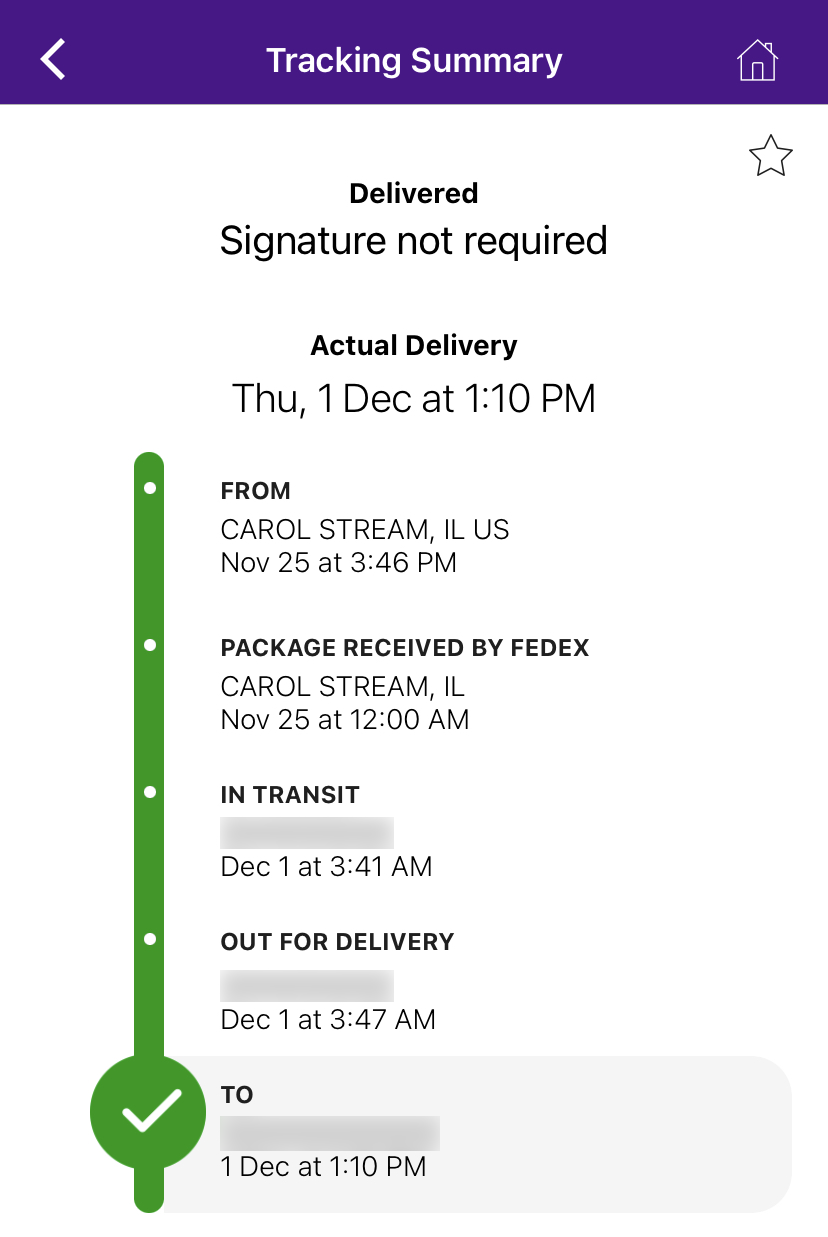 Tracking Summary
Delivered
Signature not required
Actual Delivery
Thu, 1 Dec at 1:10 PM
FROM
CAROL STREAM, IL US
Nov 25 at 3:46 PM
PACKAGE RECEIVED BY FEDEX
CAROL STREAM, IL
Nov 25 at 12:00 AM
IN TRANSIT
Dec 1 at 3:41 AM
OUT FOR DELIVERY
Dec 1 at 3:47 AM
TO
1 Dec at 1:10 PM